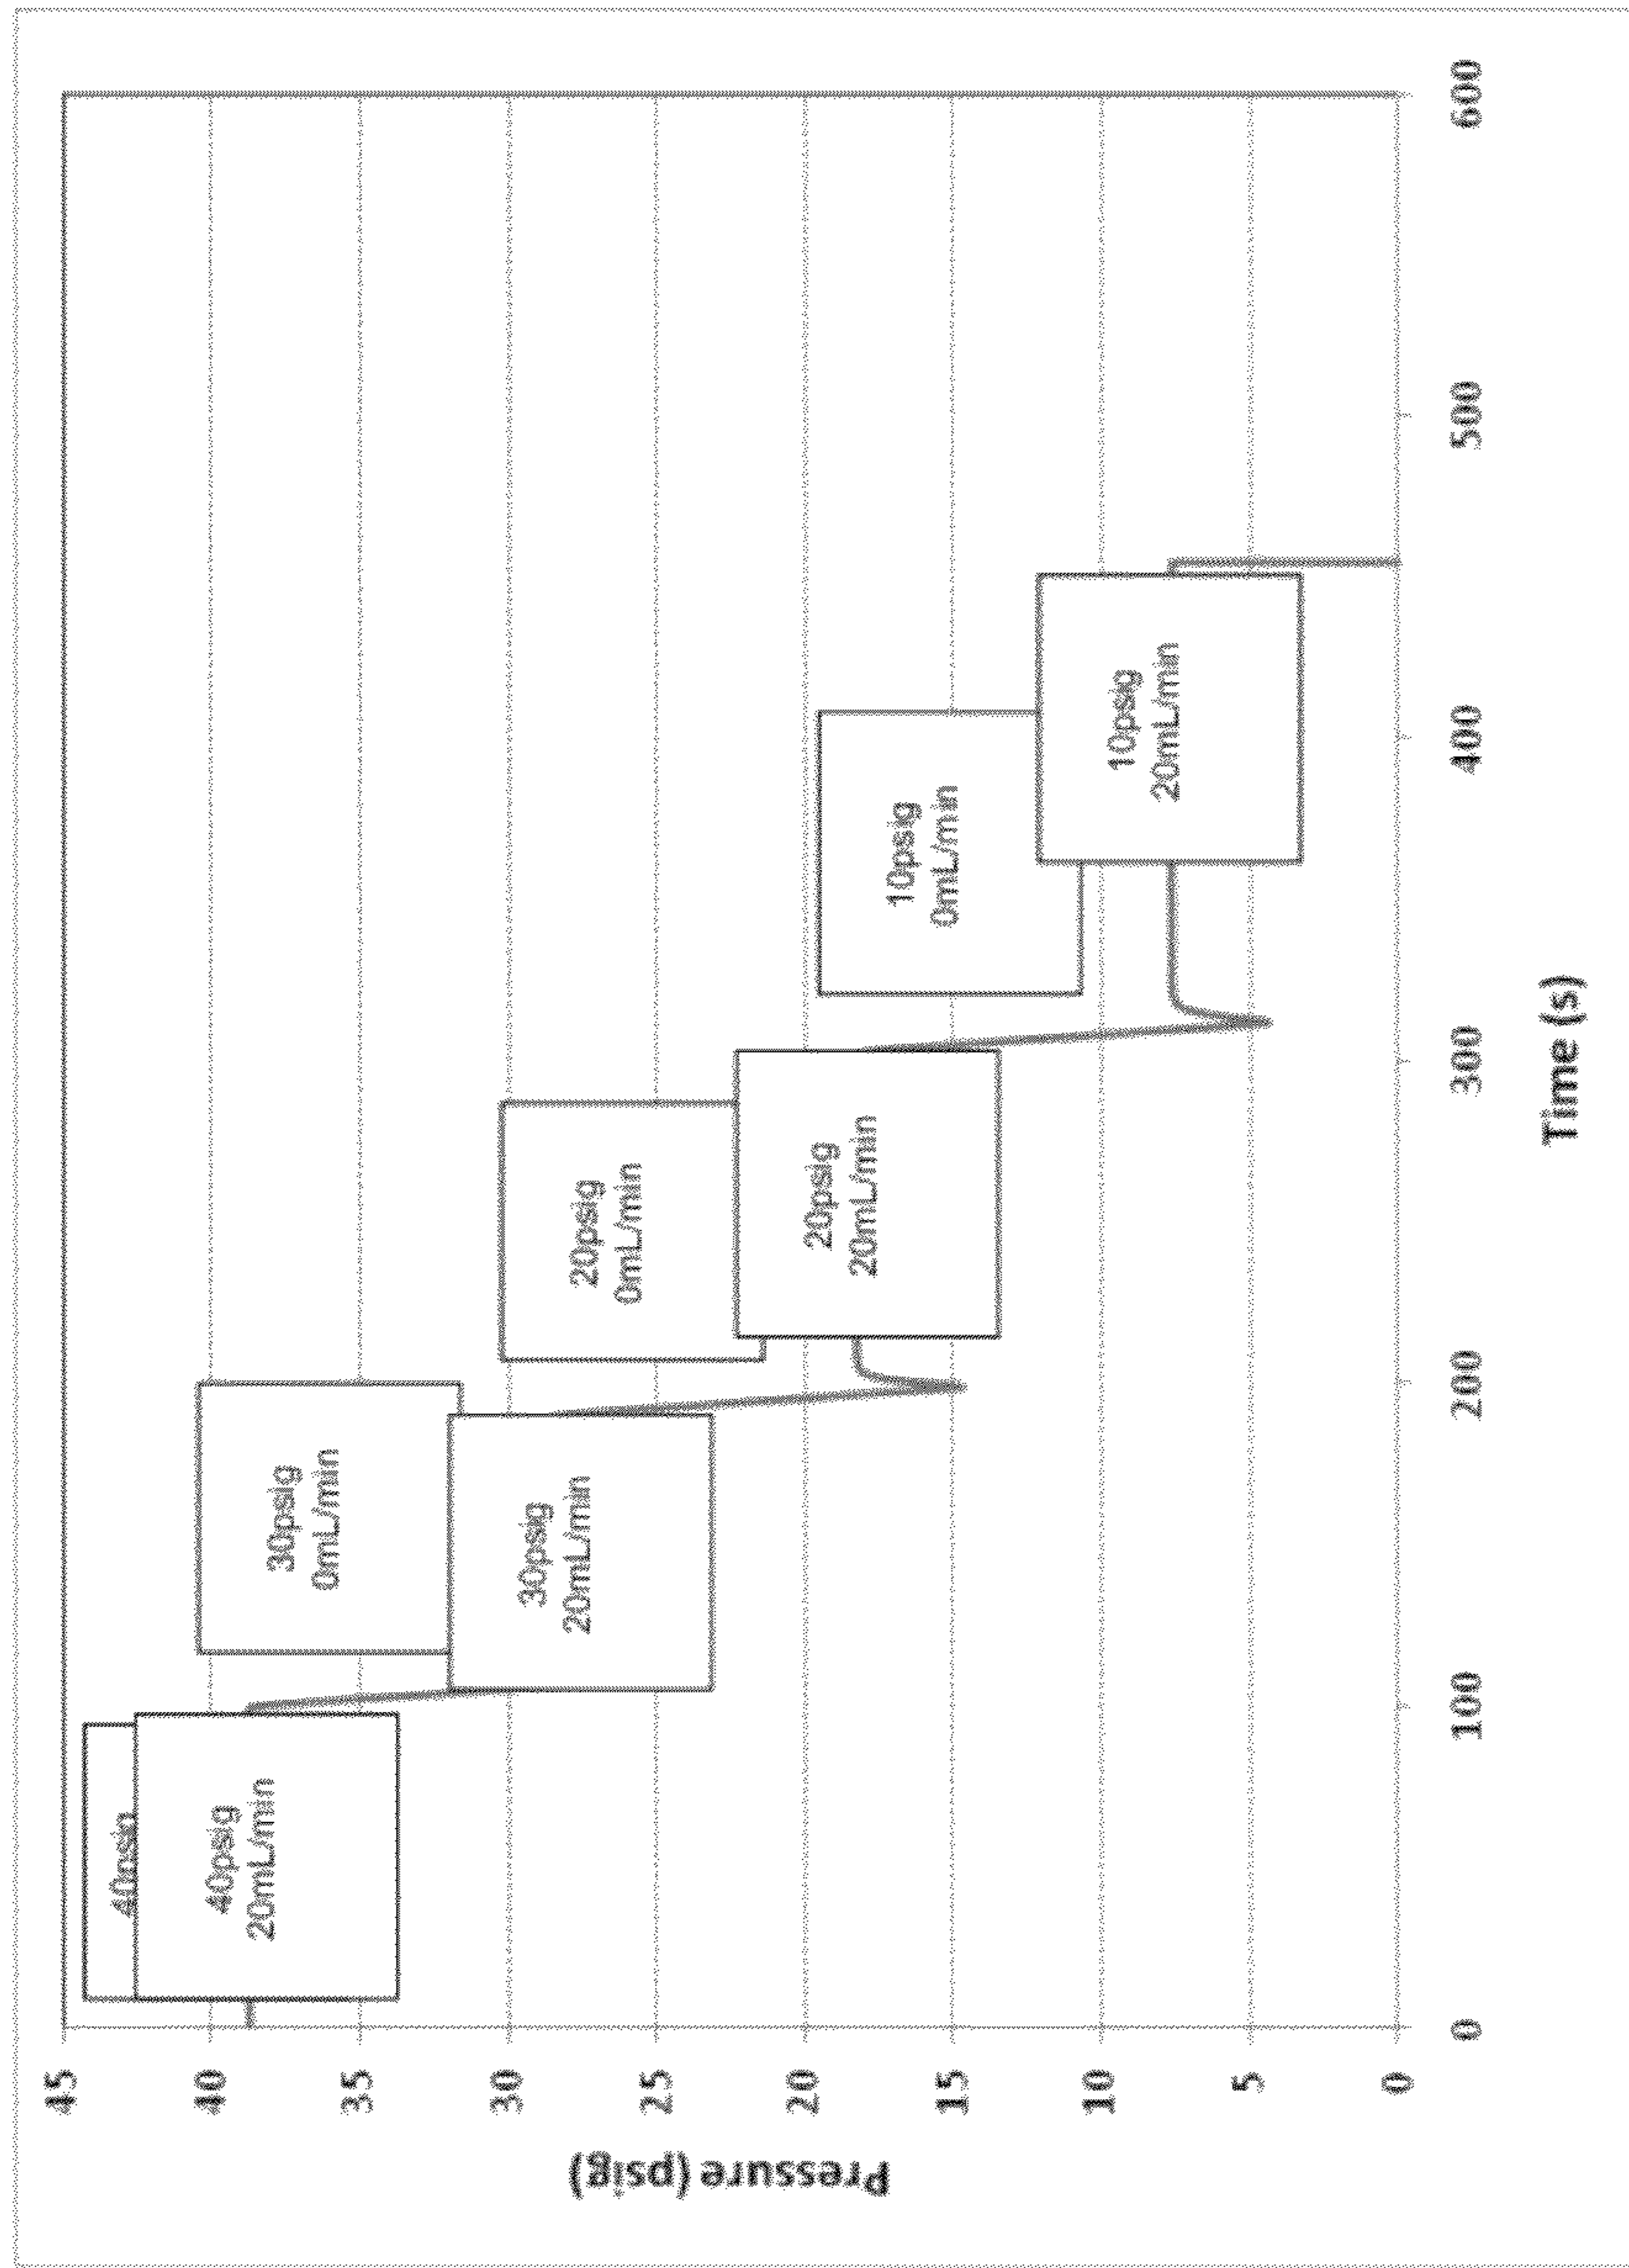 Pressure (psig)
45
40
35
30
25
20
15
10
5
0
40psig
40psig
20mL/min
30psig
0mL/min
30psig
20mL/min
20psig
0mL/min
20psig
20mL/min
10psig
0mL/min
10psig
20mL/min
0
100
200
300
400
500
600
Time (s)